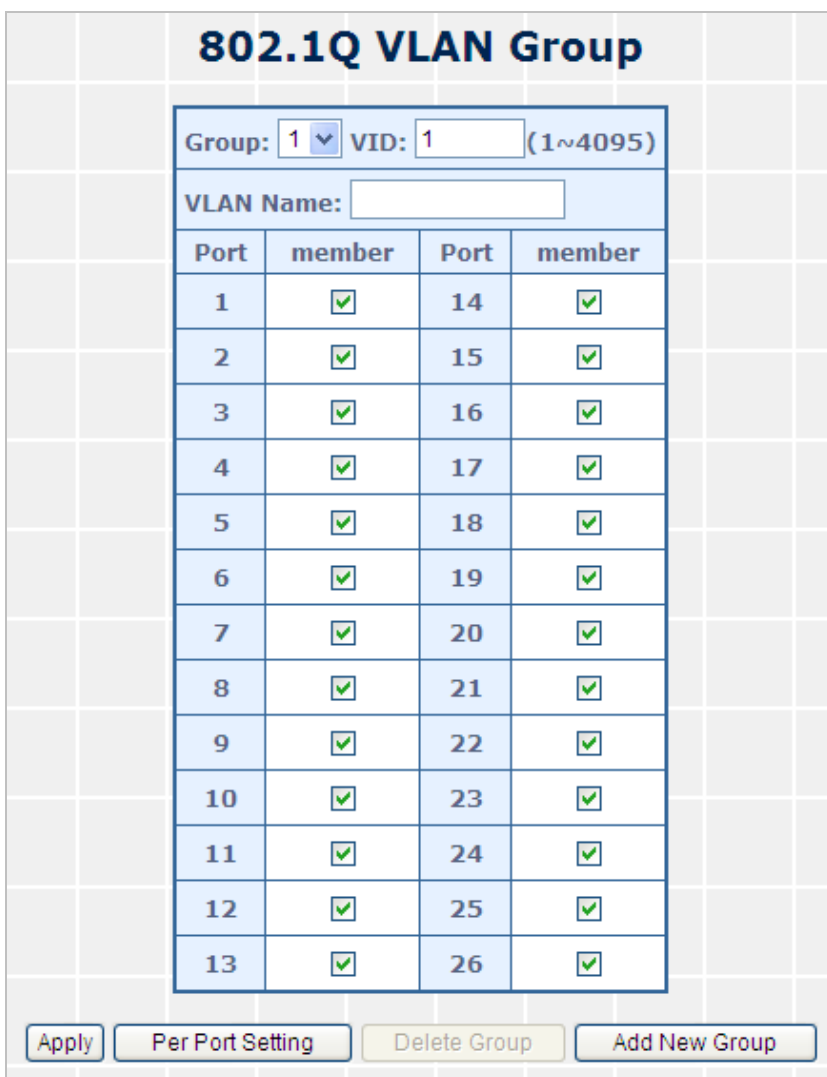 802.1Q VLAN Group
Group: 1 VID: 1 (1~4095)
VLAN Name:
Port member Port member
1 14
2 15
3 16
4 17
5 18
6 19
7 20
8 21
9 22
10 23
11 24
12 25
13 26
Apply Per Port Setting Delete Group Add New Group